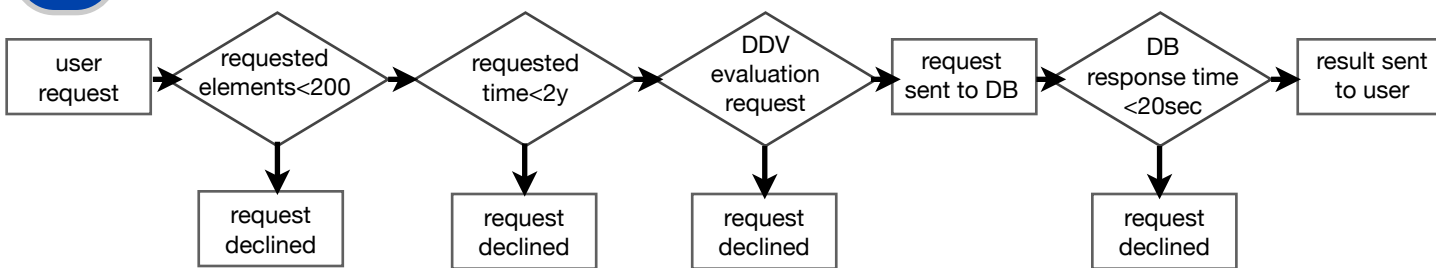 user
request
requested
elements<200
requested
time<2y
DDV
evaluation
request
request
sent to DB
DB
response time
<20sec
result sent
to user
request
declined
request
declined
request
declined
request
declined